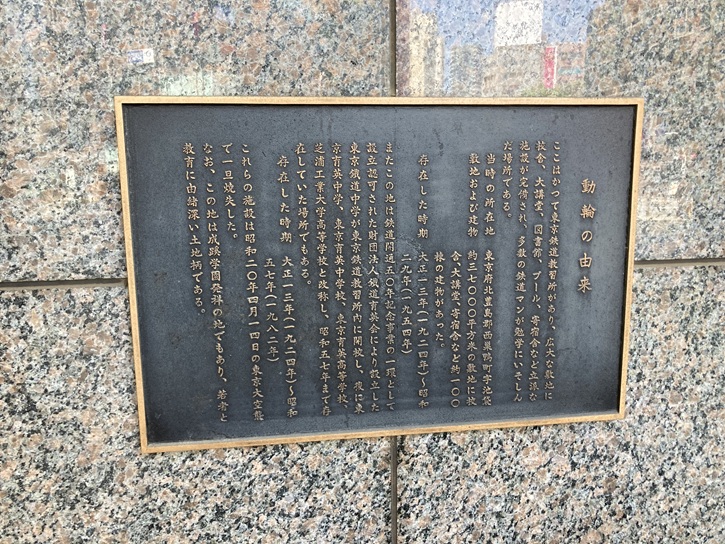 動輪の由来
ここはかつて東京鉄道教習所があり、広大な敷地に
校舎、大講堂、図書館、プール、寄宿舎など立派な
施設が完備され、多数の鉄道マンが勉学にいそしん
だ場所である。
当時の所在地 東京府北豊島郡西巣鴨町字池袋
敷地および建物 約三七〇〇〇平方米の敷地に校
舎、大講堂、寄宿舎など約一〇〇
棟の建物があった。
存在した時期 大正一三年(一九二四年)〜昭和
二九年(一九五四年)
またこの地は鉄道開通五〇年記念事業の一環として
設立認可された財団法人鉄道育英会により設立した
東京鉄道中学が東京鉄道教習所内に開校し、後に東
京育英中学、東京育英中学校、東京育英高等学校、
芝浦工業大学高等学校と改称し、昭和五七年まで存
在していた場所でもある。
存在した時期 大正一三年(一九二四年)〜昭和
五七年(一九八二年)
これらの施設は昭和二〇年四月一四日の東京大空襲
で一旦焼失した。
なお、この地は成蹊学園発祥の地でもあり、若者と
教育に由緒深い土地柄である。